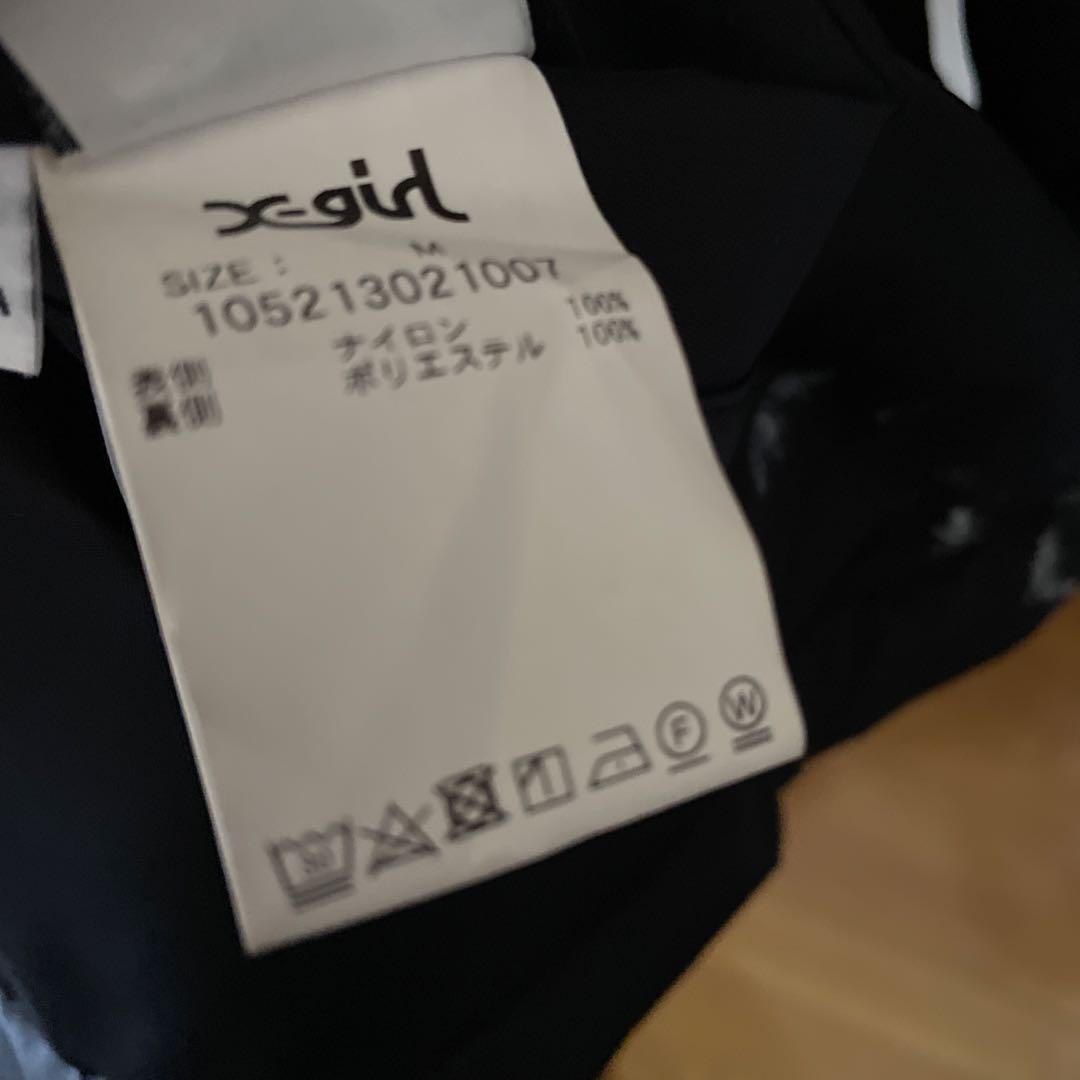 x-girl
SIZE : M
105213021007
表側 ナイロン 100%
裏側 ポリエステル 100%
30
F
W